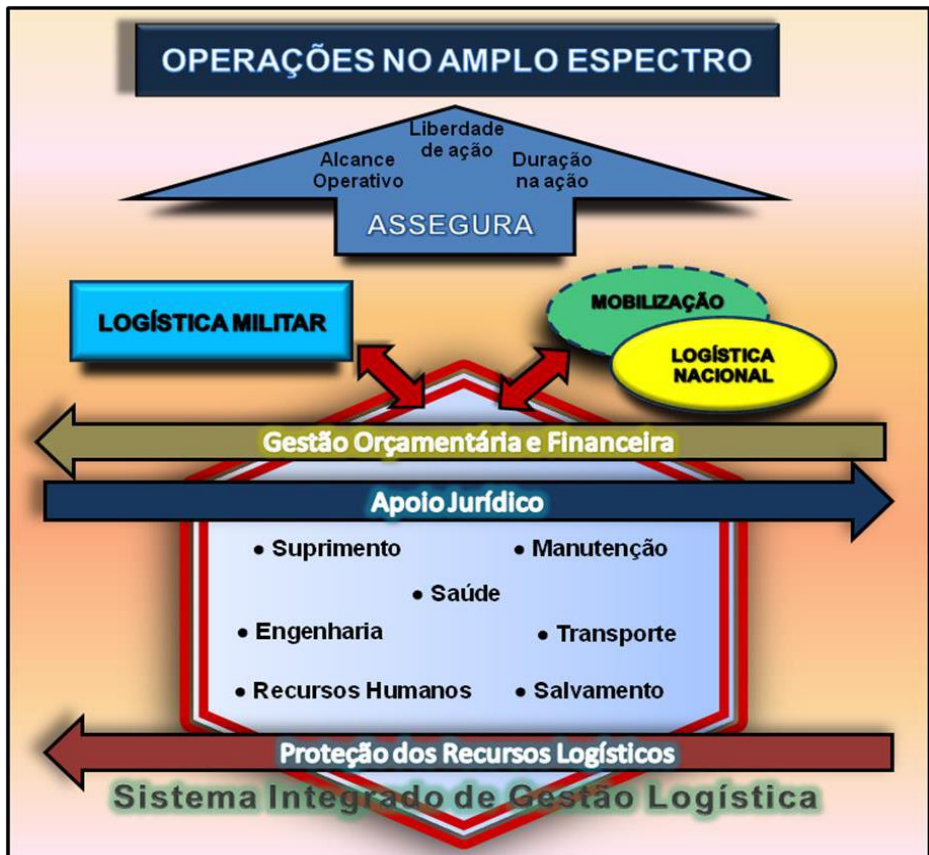 OPERAÇÕES NO AMPLO ESPECTRO
Liberdade
de ação
Alcance
Operativo
Duração
na ação
ASSEGURA
LOGÍSTICA MILITAR
MOBILIZAÇÃO
LOGÍSTICA
NACIONAL
Gestão Orçamentária e Financeira
Apoio Jurídico
• Suprimento
• Manutenção
• Saúde
• Engenharia
• Transporte
• Recursos Humanos
• Salvamento
Proteção dos Recursos Logísticos
Sistema Integrado de Gestão Logística